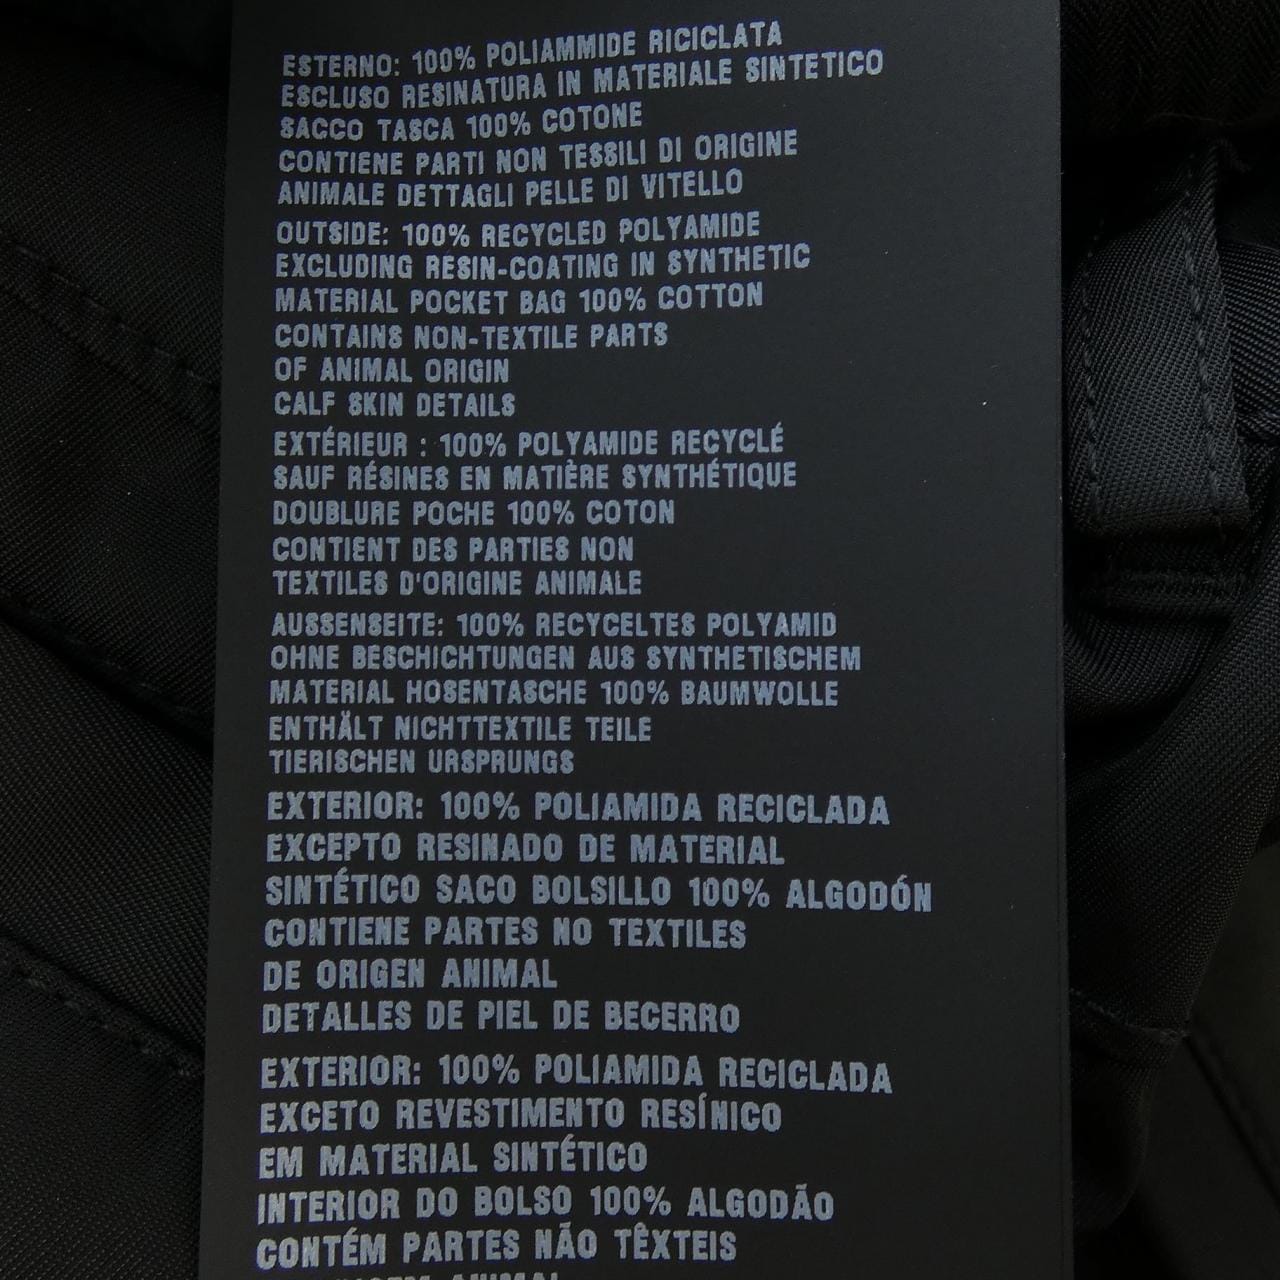 ESTERNO: 100% POLIAMMIDE RICICLATA
ESCLUSO RESINATURA IN MATERIALE SINTETICO
SACCO TASCA 100% COTONE
CONTIENE PARTI NON TESSILI DI ORIGINE
ANIMALE DETTAGLI PELLE DI VITELLO
OUTSIDE: 100% RECYCLED POLYAMIDE
EXCLUDING RESIN-COATING IN SYNTHETIC
MATERIAL POCKET BAG 100% COTTON
CONTAINS NON-TEXTILE PARTS
OF ANIMAL ORIGIN
CALF SKIN DETAILS
EXTÉRIEUR : 100% POLYAMIDE RECYCLÉ
SAUF RÉSINES EN MATIÈRE SYNTHÉTIQUE
DOUBLURE POCHE 100% COTON
CONTIENT DES PARTIES NON
TEXTILES D'ORIGINE ANIMALE
AUSSENSEITE: 100% RECYCELTES POLYAMID
OHNE BESCHICHTUNGEN AUS SYNTHETISCHEM
MATERIAL HOSENTASCHE 100% BAUMWOLLE
ENTHÄLT NICHTTEXTILE TEILE
TIERISCHEN URSPRUNGS
EXTERIOR: 100% POLIAMIDA RECICLADA
EXCEPTO RESINADO DE MATERIAL
SINTÉTICO SACO BOLSILLO 100% ALGODÓN
CONTIENE PARTES NO TEXTILES
DE ORIGEN ANIMAL
DETALLES DE PIEL DE BECERRO
EXTERIOR: 100% POLIAMIDA RECICLADA
EXCETO REVESTIMENTO RESÍNICO
EM MATERIAL SINTÉTICO
INTERIOR DO BOLSO 100% ALGODÃO
CONTÉM PARTES NÃO TÊXTEIS